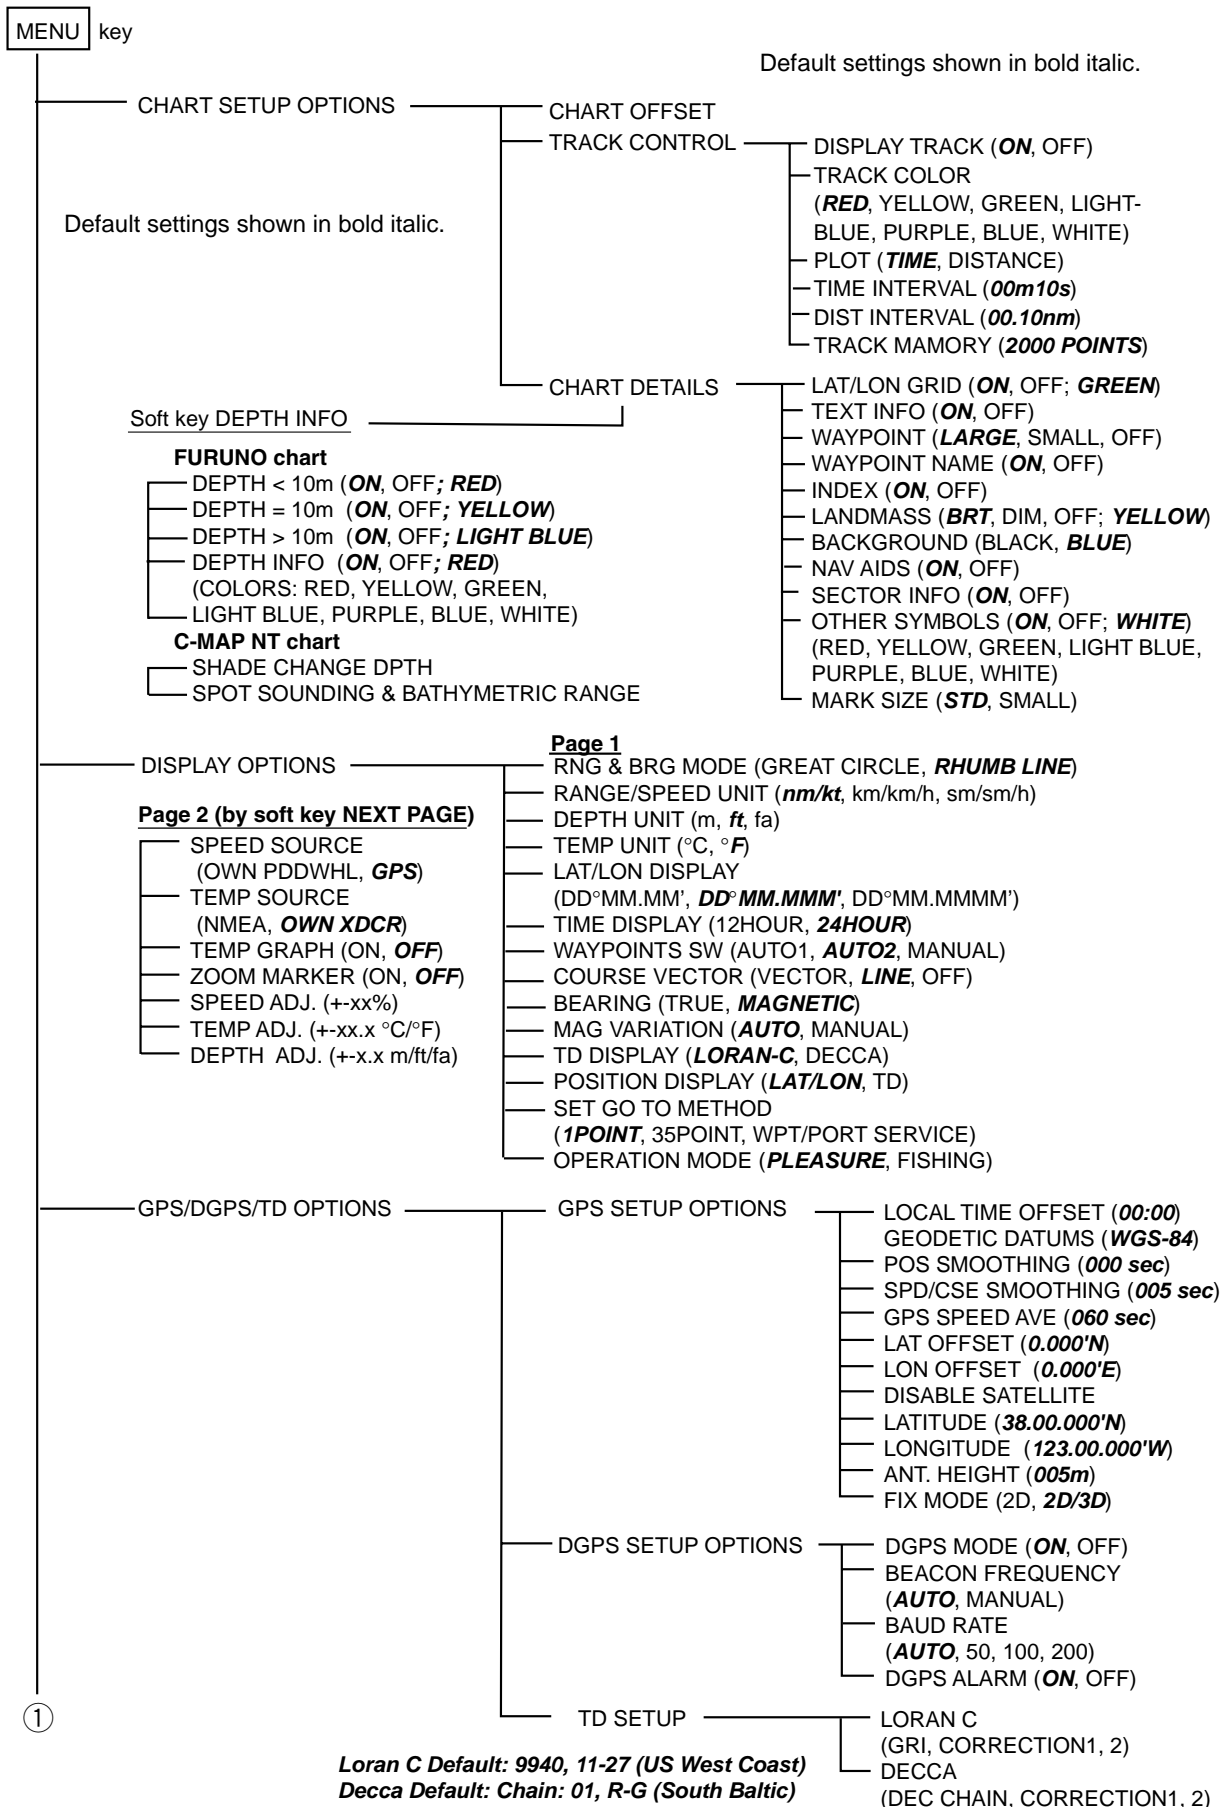 MENU key
Default settings shown in bold italic.
CHART SETUP OPTIONS
CHART OFFSET
TRACK CONTROL
DISPLAY TRACK (ON, OFF)
TRACK COLOR
(RED, YELLOW, GREEN, LIGHT-
BLUE, PURPLE, BLUE, WHITE)
PLOT (TIME, DISTANCE)
TIME INTERVAL (00m10s)
DIST INTERVAL (00.10nm)
TRACK MAMORY (2000 POINTS)
Default settings shown in bold italic.
CHART DETAILS
LAT/LON GRID (ON, OFF; GREEN)
TEXT INFO (ON, OFF)
WAYPOINT (LARGE, SMALL, OFF)
WAYPOINT NAME (ON, OFF)
INDEX (ON, OFF)
LANDMASS (BRT, DIM, OFF; YELLOW)
BACKGROUND (BLACK, BLUE)
NAV AIDS (ON, OFF)
SECTOR INFO (ON, OFF)
OTHER SYMBOLS (ON, OFF; WHITE)
(RED, YELLOW, GREEN, LIGHT BLUE,
PURPLE, BLUE, WHITE)
MARK SIZE (STD, SMALL)
Soft key DEPTH INFO
FURUNO chart
DEPTH < 10m (ON, OFF; RED)
DEPTH = 10m (ON, OFF; YELLOW)
DEPTH > 10m (ON, OFF; LIGHT BLUE)
DEPTH INFO (ON, OFF; RED)
(COLORS: RED, YELLOW, GREEN,
LIGHT BLUE, PURPLE, BLUE, WHITE)
C-MAP NT chart
SHADE CHANGE DPTH
SPOT SOUNDING & BATHYMETRIC RANGE
DISPLAY OPTIONS
Page 1
RNG & BRG MODE (GREAT CIRCLE, RHUMB LINE)
RANGE/SPEED UNIT (nm/kt, km/km/h, sm/sm/h)
DEPTH UNIT (m, ft, fa)
TEMP UNIT (°C, °F)
LAT/LON DISPLAY
(DD°MM.MM', DD°MM.MMM', DD°MM.MMMM')
TIME DISPLAY (12HOUR, 24HOUR)
WAYPOINTS SW (AUTO1, AUTO2, MANUAL)
COURSE VECTOR (VECTOR, LINE, OFF)
BEARING (TRUE, MAGNETIC)
MAG VARIATION (AUTO, MANUAL)
TD DISPLAY (LORAN-C, DECCA)
POSITION DISPLAY (LAT/LON, TD)
SET GO TO METHOD
(1POINT, 35POINT, WPT/PORT SERVICE)
OPERATION MODE (PLEASURE, FISHING)
Page 2 (by soft key NEXT PAGE)
SPEED SOURCE
(OWN PDDWHL, GPS)
TEMP SOURCE
(NMEA, OWN XDCR)
TEMP GRAPH (ON, OFF)
ZOOM MARKER (ON, OFF)
SPEED ADJ. (+-xx%)
TEMP ADJ. (+-xx.x °C/°F)
DEPTH ADJ. (+-x.x m/ft/fa)
GPS/DGPS/TD OPTIONS
GPS SETUP OPTIONS
LOCAL TIME OFFSET (00:00)
GEODETIC DATUMS (WGS-84)
POS SMOOTHING (000 sec)
SPD/CSE SMOOTHING (005 sec)
GPS SPEED AVE (060 sec)
LAT OFFSET (0.000'N)
LON OFFSET (0.000'E)
DISABLE SATELLITE
LATITUDE (38.00.000'N)
LONGITUDE (123.00.000'W)
ANT. HEIGHT (005m)
FIX MODE (2D, 2D/3D)
DGPS SETUP OPTIONS
DGPS MODE (ON, OFF)
BEACON FREQUENCY
(AUTO, MANUAL)
BAUD RATE
(AUTO, 50, 100, 200)
DGPS ALARM (ON, OFF)
①
TD SETUP
LORAN C
(GRI, CORRECTION1, 2)
DECCA
(DEC CHAIN, CORRECTION1, 2)
Loran C Default: 9940, 11-27 (US West Coast)
Decca Default: Chain: 01, R-G (South Baltic)